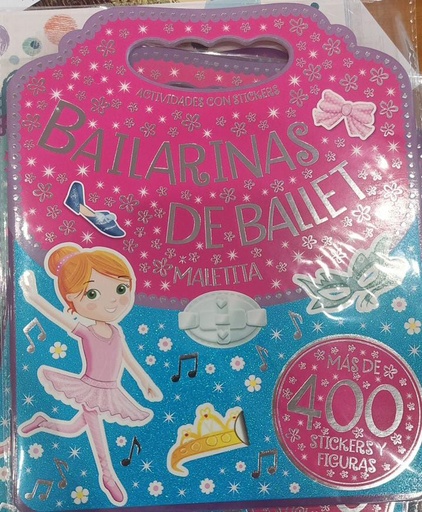 ACTIVIDADES CON STICKERS
BAILARINAS
DE BALLET
MALETITA
MÁS DE
400
STICKERS Y
FIGURAS